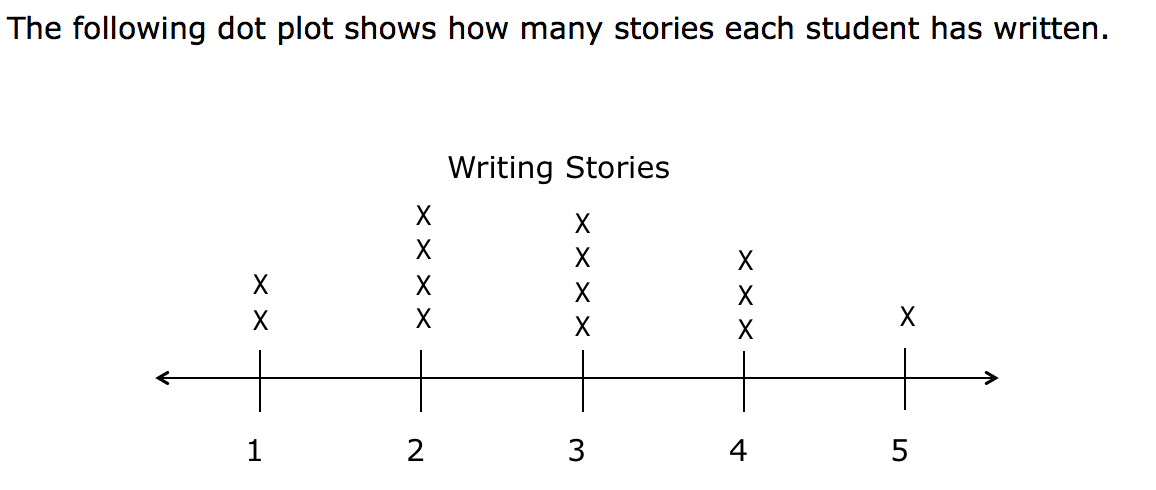 The following dot plot shows how many stories each student has written.
Writing Stories
X X
X X X
X X X X
X X X X X
1 2 3 4 5